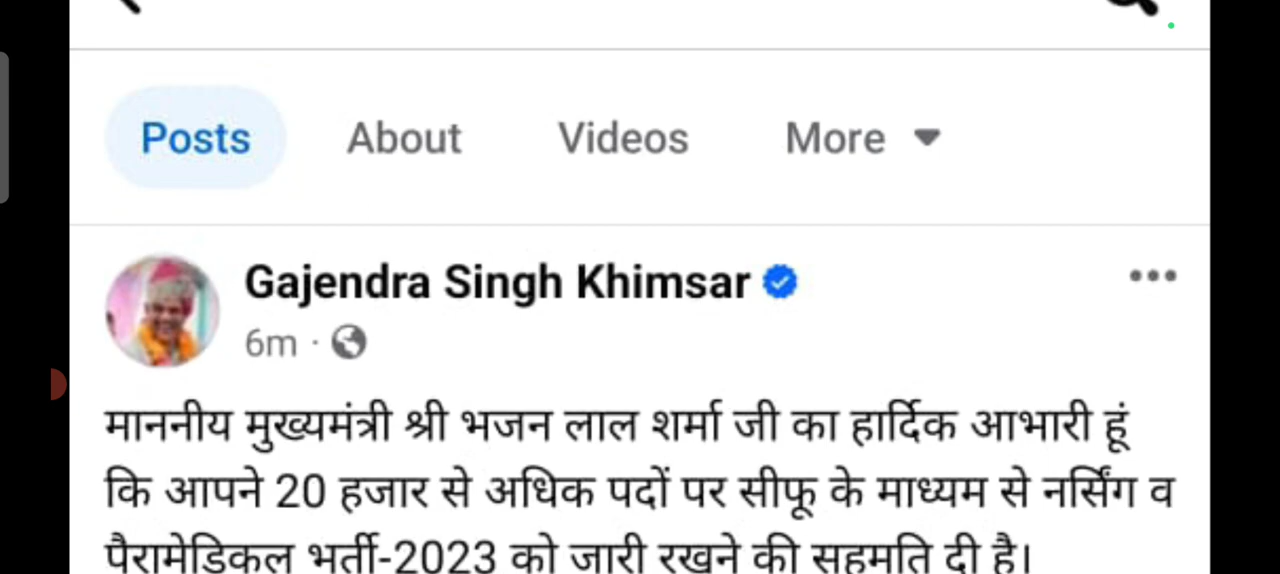 Posts About Videos More
Gajendra Singh Khimsar
6m ·
माननीय मुख्यमंत्री श्री भजन लाल शर्मा जी का हार्दिक आभारी हूं
कि आपने 20 हजार से अधिक पदों पर सीफू के माध्यम से नर्सिंग व
पैरामेडिकल भर्ती-2023 को जारी रखने की सहमति दी है।